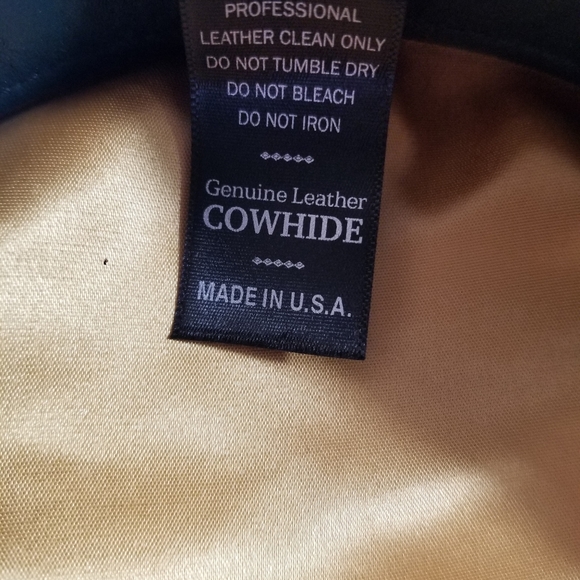 PROFESSIONAL
LEATHER CLEAN ONLY
DO NOT TUMBLE DRY
DO NOT BLEACH
DO NOT IRON
Genuine Leather
COWHIDE
MADE IN U.S.A.